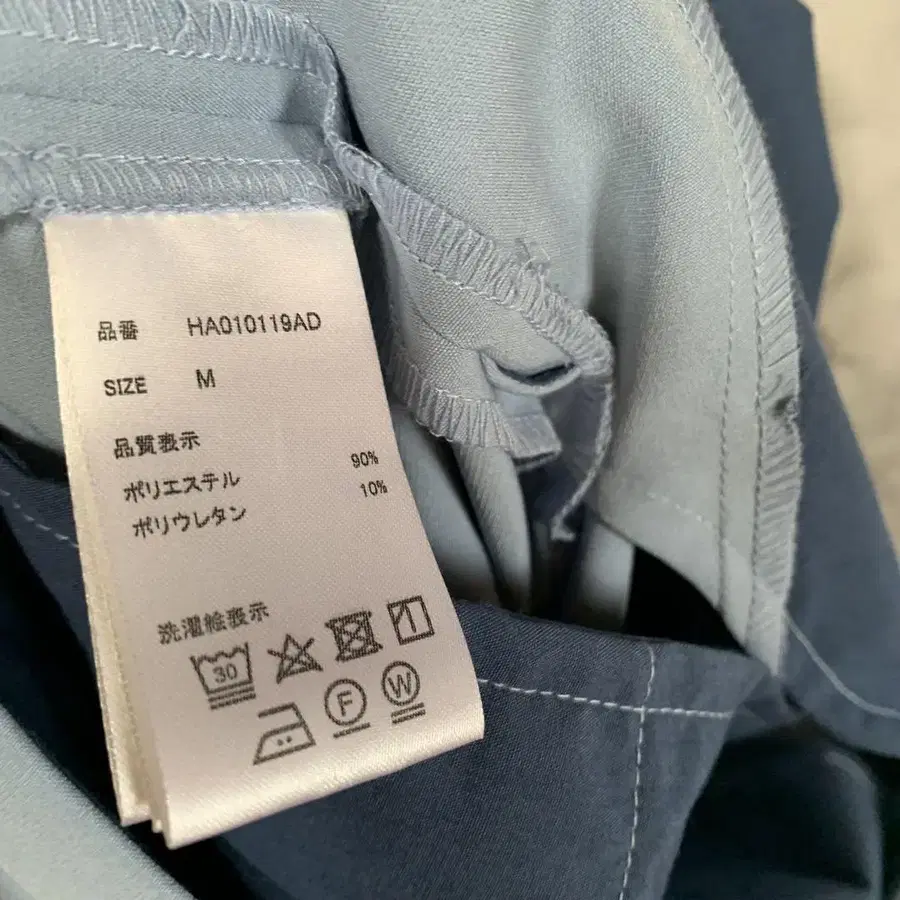 品番 HA010119AD
SIZE M
品質表示
ポリエステル 90%
ポリウレタン 10%
洗濯絵表示
30
F W